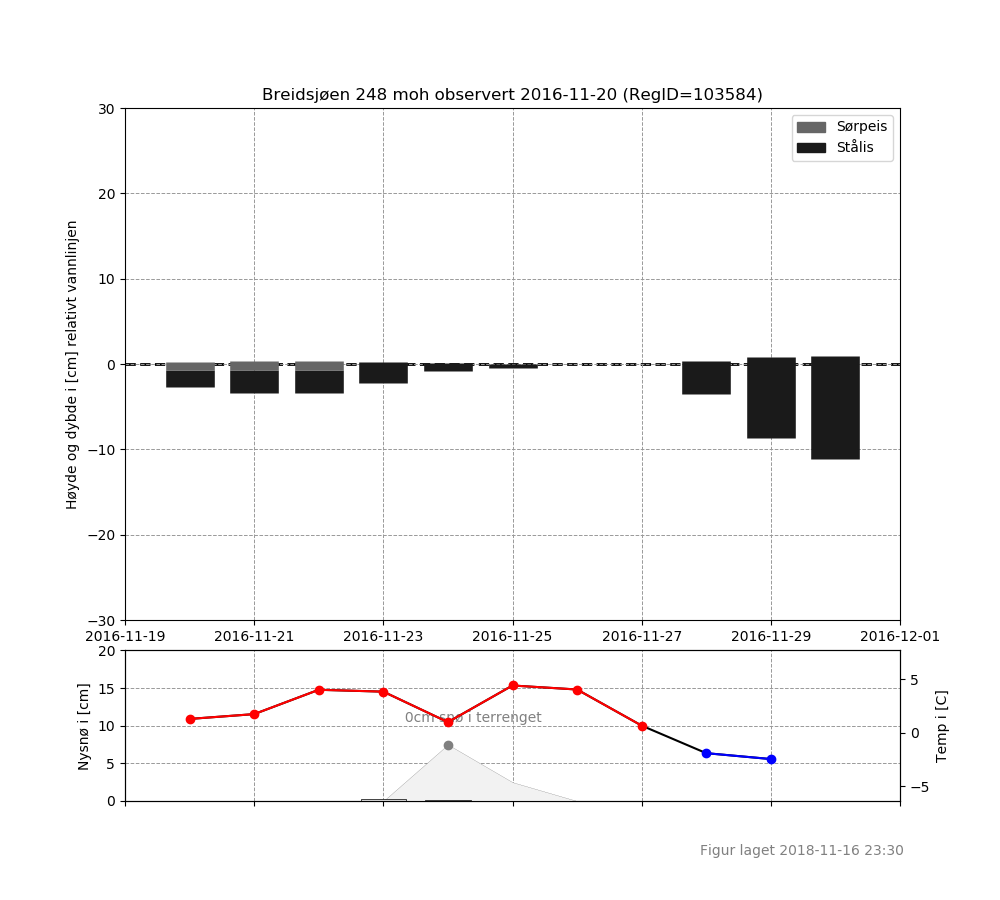 Breidsjøen 248 moh observert 2016-11-20 (RegID=103584)
Sørpeis
Stålis
Høyde og dybde i [cm] relativt vannlinjen
30
20
10
0
−10
−20
−30
2016-11-19 2016-11-21 2016-11-23 2016-11-25 2016-11-27 2016-11-29 2016-12-01
Nysnø i [cm]
20
15
10
5
0
0cm snø i terrenget
5
0
−5
Temp i [C]
Figur laget 2018-11-16 23:30